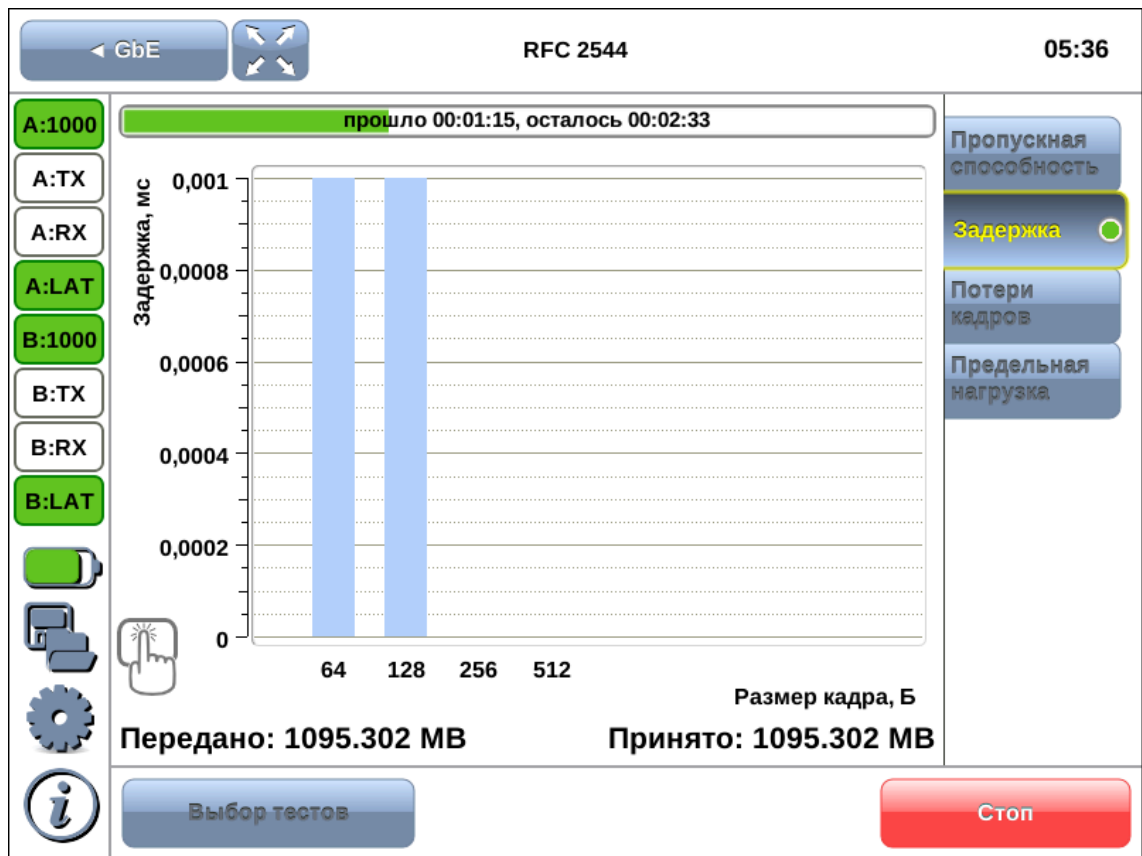 ◄ GbE
RFC 2544
05:36
A:1000
A:TX
A:RX
A:LAT
B:1000
B:TX
B:RX
B:LAT
прошло 00:01:15, осталось 00:02:33
Задержка, мс
0,001
0,0008
0,0006
0,0004
0,0002
0
64 128 256 512
Размер кадра, Б
Передано: 1095.302 MB
Принято: 1095.302 MB
Пропускная
способность
Задержка
Потери
кадров
Предельная
нагрузка
i
Выбор тестов
Стоп